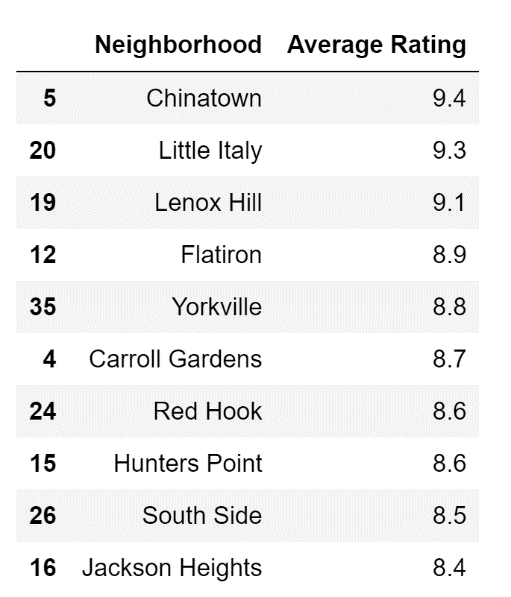 Neighborhood Average Rating
5 Chinatown 9.4
20 Little Italy 9.3
19 Lenox Hill 9.1
12 Flatiron 8.9
35 Yorkville 8.8
4 Carroll Gardens 8.7
24 Red Hook 8.6
15 Hunters Point 8.6
26 South Side 8.5
16 Jackson Heights 8.4